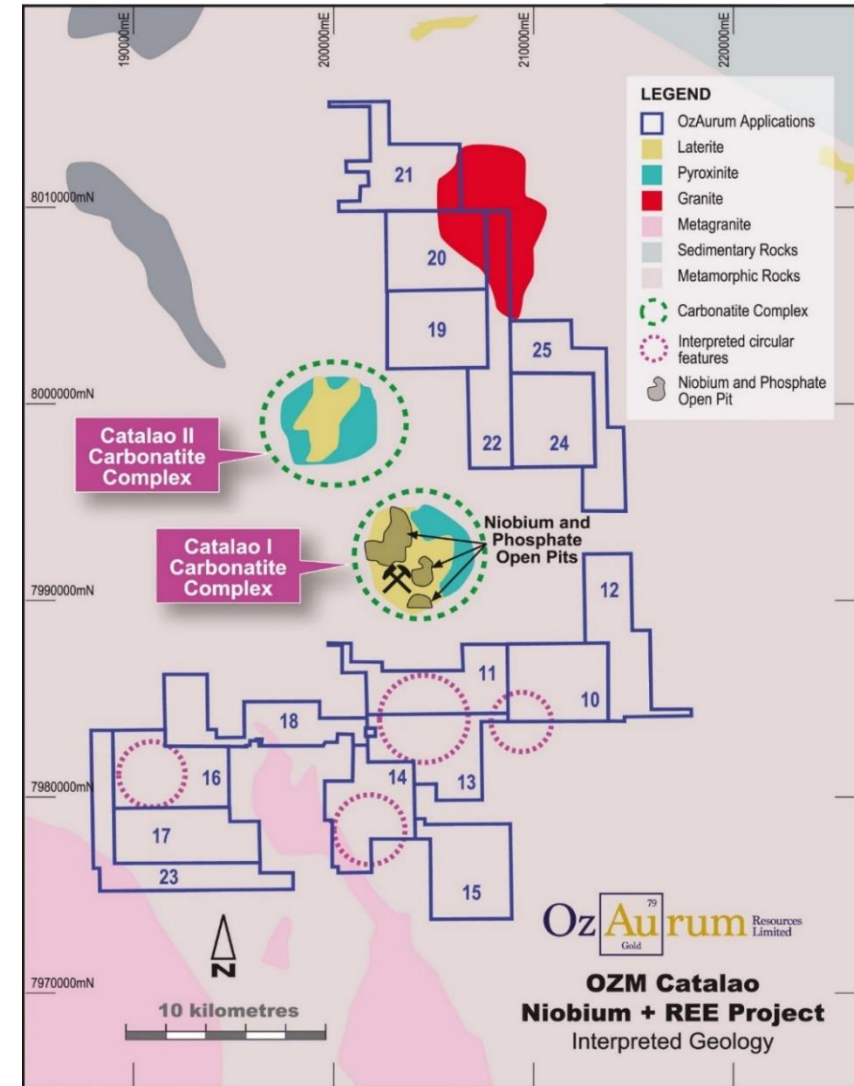 190000mE
200000mE
210000mE
220000mE
8010000mN
8000000mN
7990000mN
7980000mN
7970000mN
LEGEND
OzAurum Applications
Laterite
Pyroxinite
Granite
Metagranite
Sedimentary Rocks
Metamorphic Rocks
Carbonatite Complex
Interpreted circular
features
Niobium and Phosphate
Open Pit
21
20
19
25
22
24
Catalao II
Carbonatite
Complex
Catalao I
Carbonatite
Complex
Niobium and
Phosphate
Open Pits
12
11
10
18
16
14
13
17
23
15
N
10 kilometres
79
Oz Au rum Resources
Limited
Gold
OZM Catalao
Niobium + REE Project
Interpreted Geology